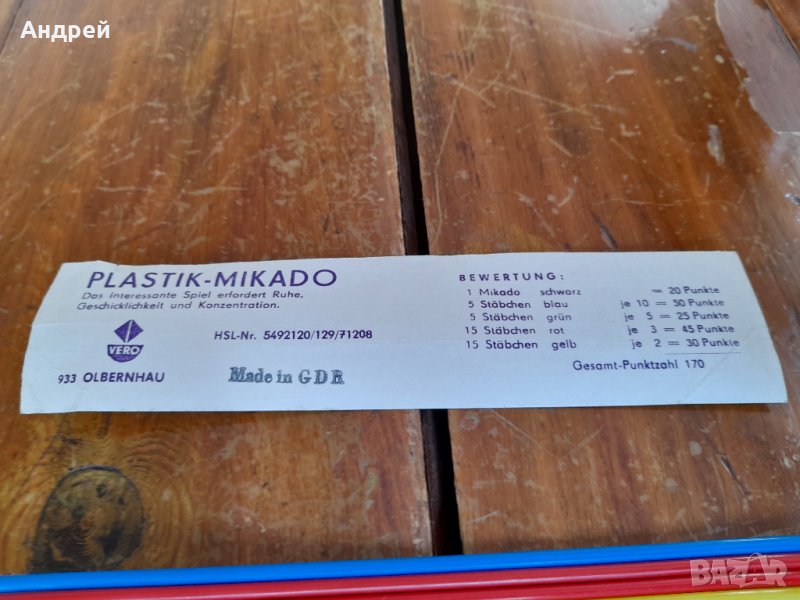 Андрей
PLASTIK-MIKADO
Das interessante Spiel erfordert Ruhe,
Geschicklichkeit und Konzentration.
VERO
HSL-Nr. 5492120/129/71208
933 OLBERNHAU
Made in GDR
BEWERTUNG:
1 Mikado schwarz = 20 Punkte
5 Stäbchen blau je 10 = 50 Punkte
5 Stäbchen grün je 5 = 25 Punkte
15 Stäbchen rot je 3 = 45 Punkte
15 Stäbchen gelb je 2 = 30 Punkte
Gesamt-Punktzahl 170
BAZAR